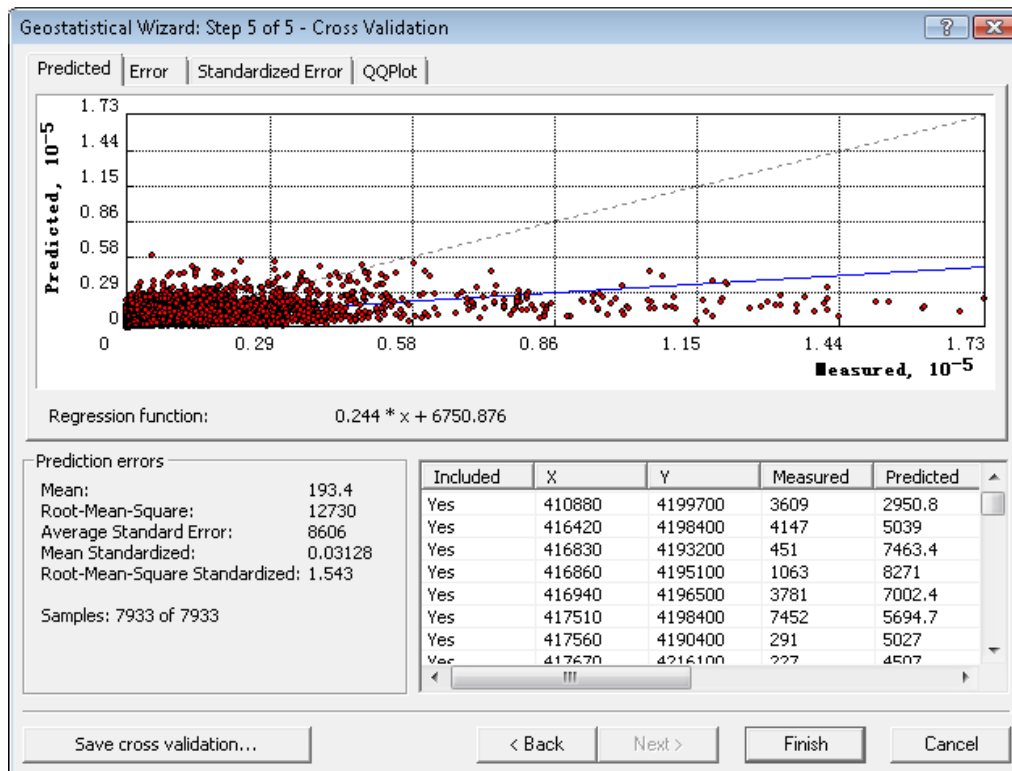 Geostatistical Wizard: Step 5 of 5 - Cross Validation
Predicted Error Standardized Error QQPlot
1.73
1.44
1.15
0.86
0.58
0.29
0
Predicted, 10⁻⁵
0 0.29 0.58 0.86 1.15 1.44 1.73
Measured, 10⁻⁵
Regression function: 0.244 * x + 6750.876
Prediction errors
Mean: 193.4
Root-Mean-Square: 12730
Average Standard Error: 8606
Mean Standardized: 0.03128
Root-Mean-Square Standardized: 1.543
Samples: 7933 of 7933
Included X Y Measured Predicted
Yes 410880 4199700 3609 2950.8
Yes 416420 4198400 4147 5039
Yes 416830 4193200 451 7463.4
Yes 416860 4195100 1063 8271
Yes 416940 4196500 3781 7002.4
Yes 417510 4198400 7452 5694.7
Yes 417560 4190400 291 5027
Yes 417670 4216100 227 4507
Save cross validation... < Back Next > Finish Cancel